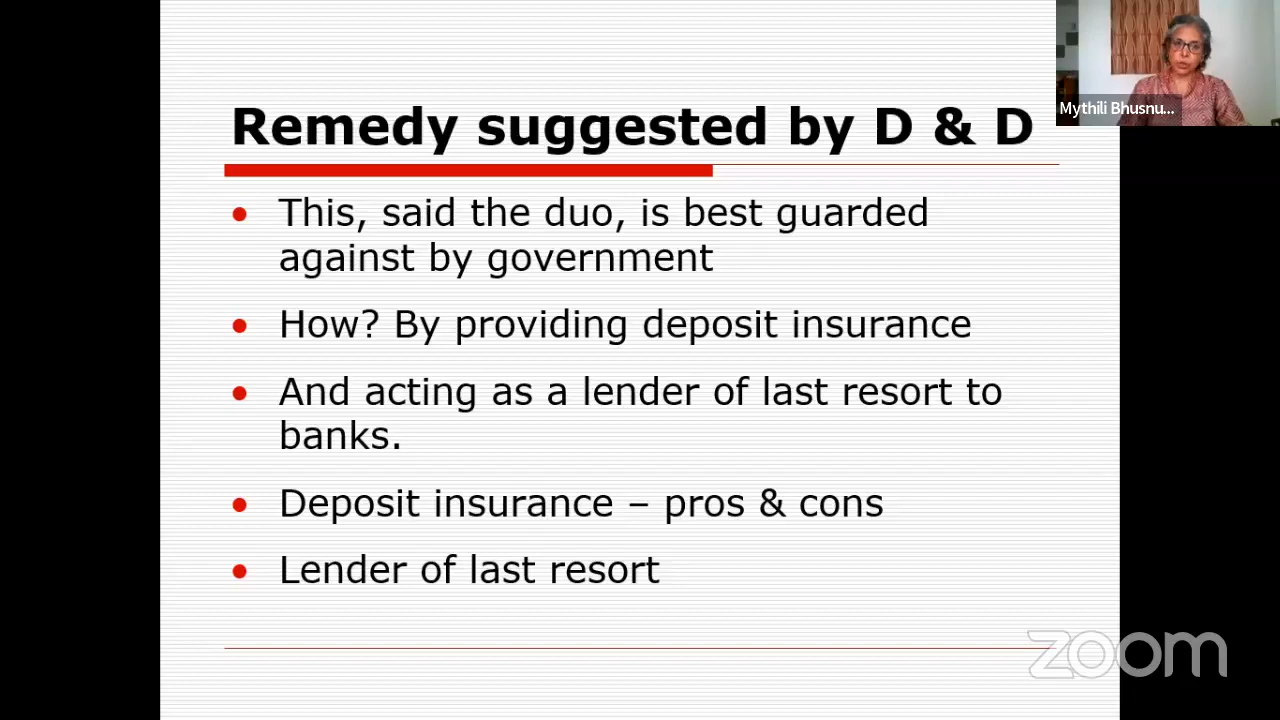 Mythili Bhusnu...
Remedy suggested by D & D
• This, said the duo, is best guarded
against by government
• How? By providing deposit insurance
• And acting as a lender of last resort to
banks.
• Deposit insurance – pros & cons
• Lender of last resort
zoom